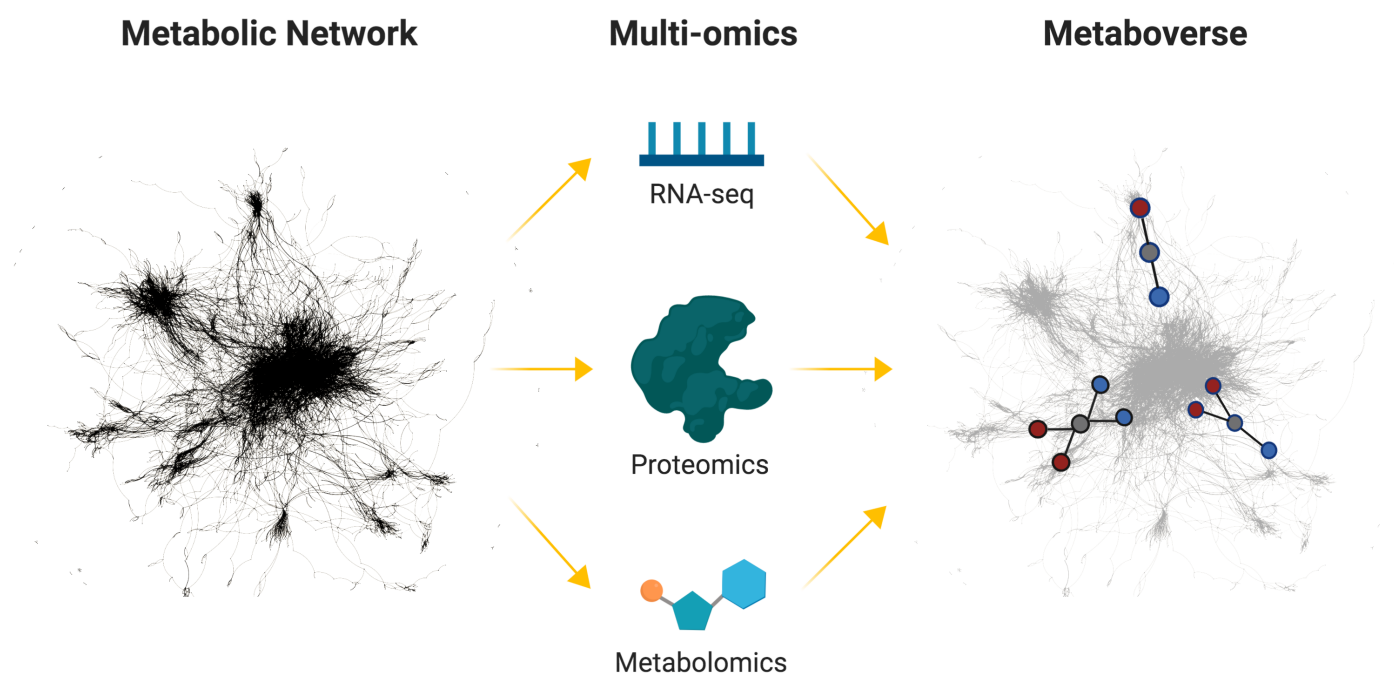 Metabolic Network
Multi-omics
Metaboverse
RNA-seq
Proteomics
Metabolomics